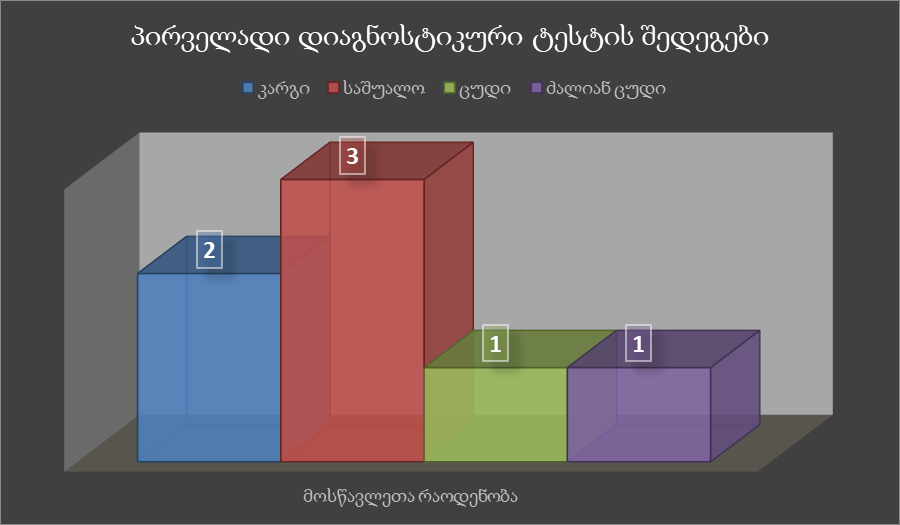 პირველადი დიაგნოსტიკური ტესტის შედეგები
კარგი საშუალო ცუდი ძალიან ცუდი
3
2
1 1
მოსწავლეთა რაოდენობა